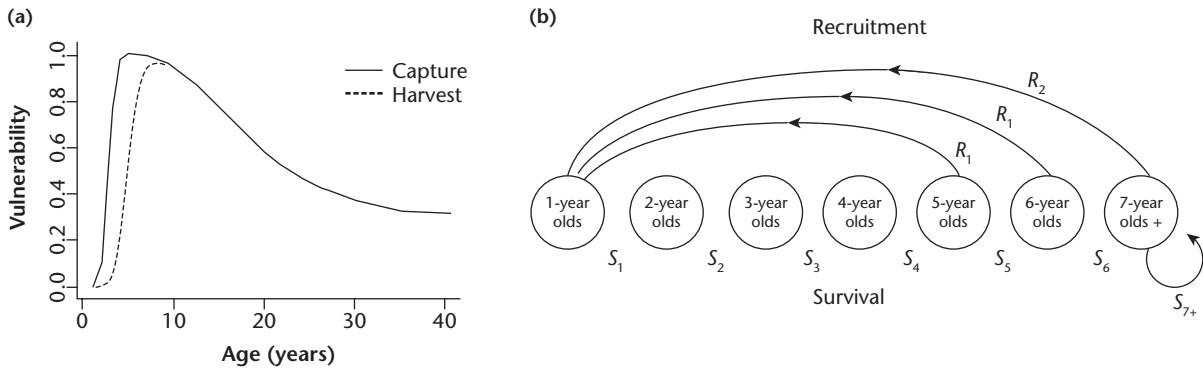 (a)
Vulnerability
1.0
0.8
0.6
0.4
0.2
0.0
0
10
20
30
40
Age (years)
Capture
Harvest
(b)
Recruitment
R2
R1
R1
1-year
olds
2-year
olds
3-year
olds
4-year
olds
5-year
olds
6-year
olds
7-year
olds +
S1
S2
S3
S4
S5
S6
S7+
Survival